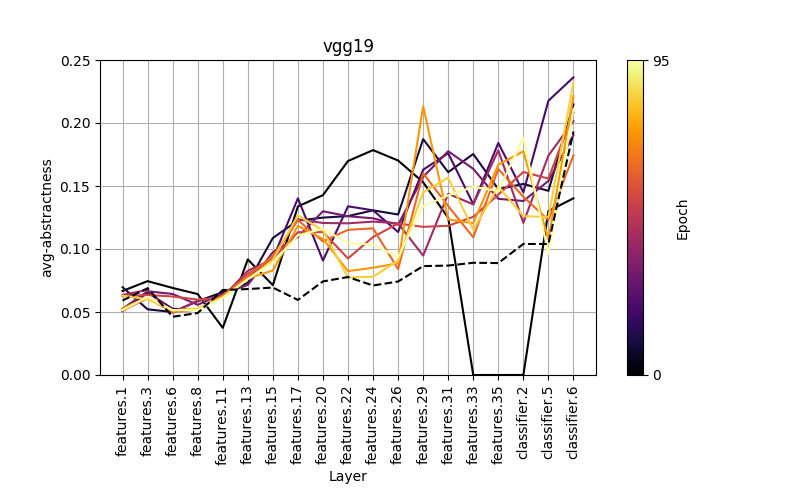 vgg19
0.25
0.20
0.15
0.10
0.05
0.00
avg-abstractness
features.1
features.3
features.6
features.8
features.11
features.13
features.15
features.17
features.20
features.22
features.24
features.26
features.29
features.31
features.33
features.35
classifier.2
classifier.5
classifier.6
Layer
95
0
Epoch